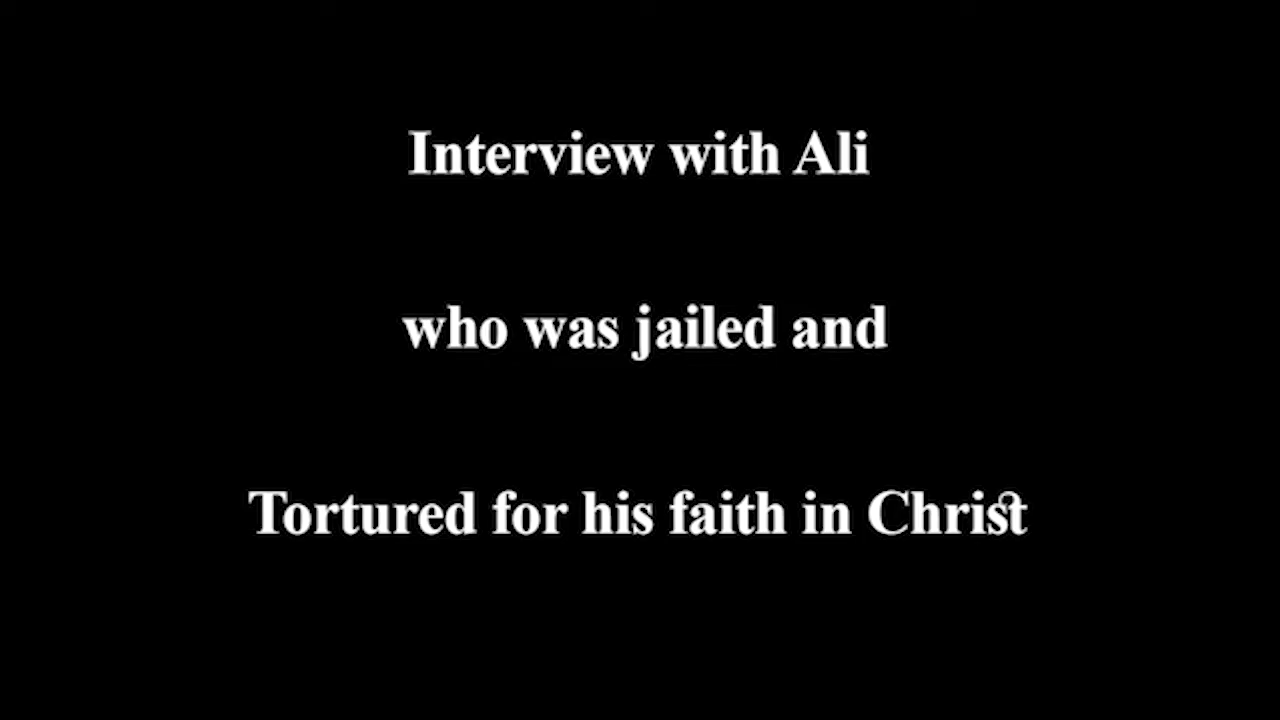 Interview with Ali
who was jailed and
Tortured for his faith in Christ